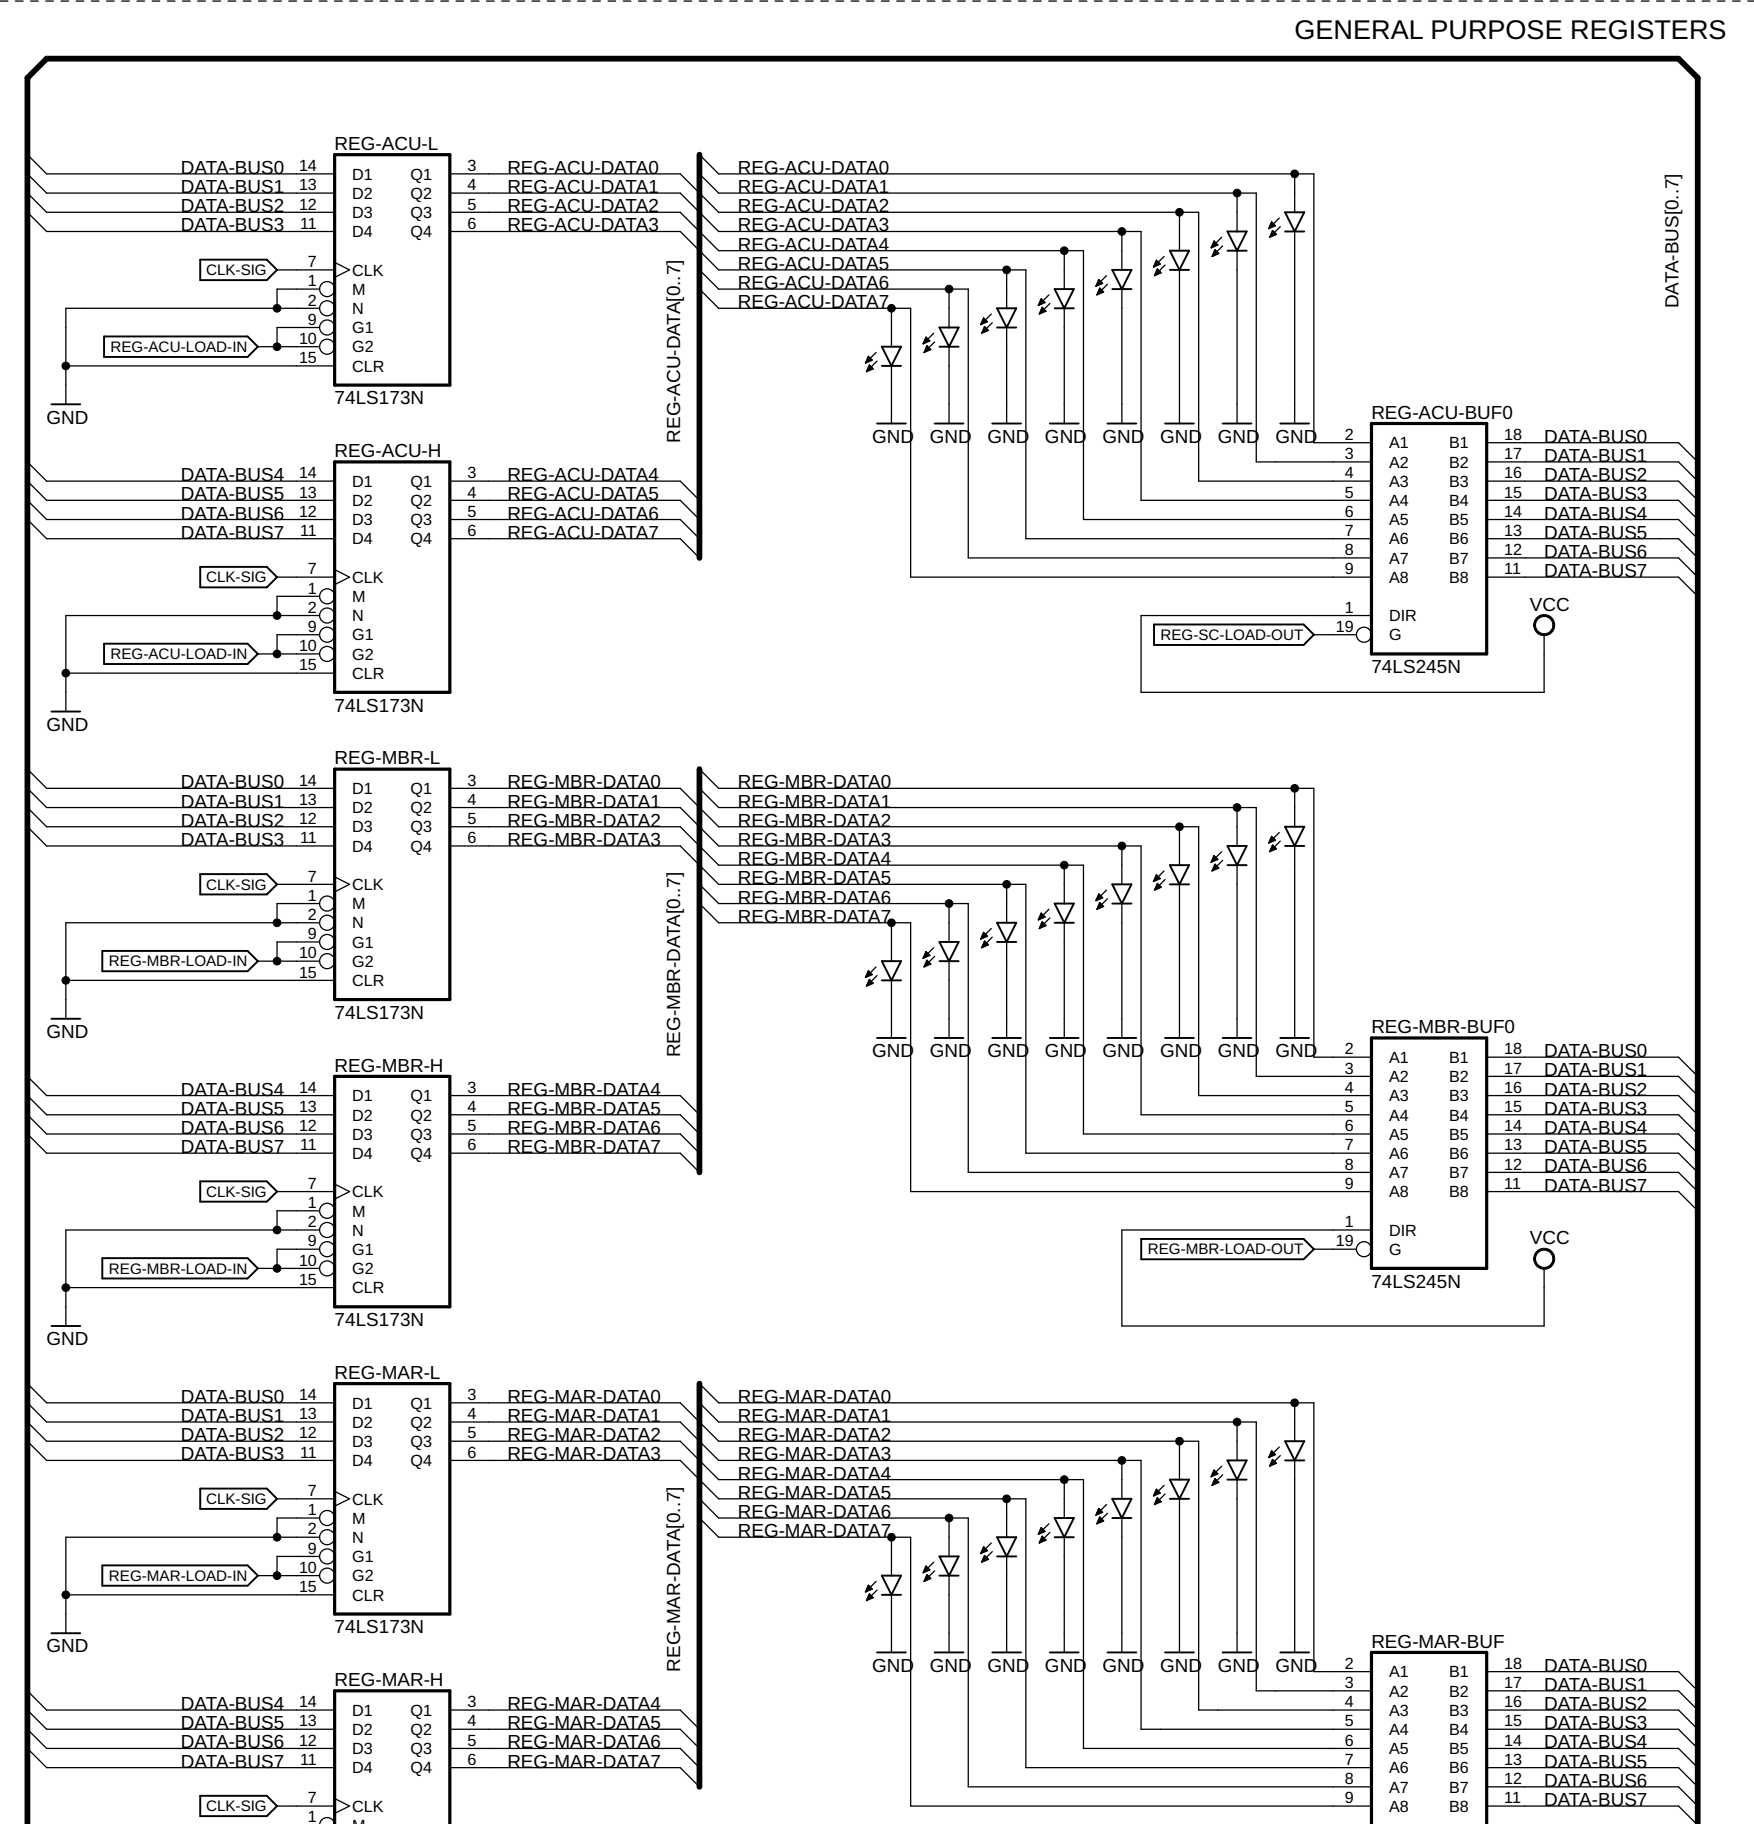 GENERAL PURPOSE REGISTERS
DATA-BUS[0..7]
REG-ACU-L
DATA-BUS0 14 D1 Q1 3 REG-ACU-DATA0
DATA-BUS1 13 D2 Q2 4 REG-ACU-DATA1
DATA-BUS2 12 D3 Q3 5 REG-ACU-DATA2
DATA-BUS3 11 D4 Q4 6 REG-ACU-DATA3
CLK-SIG 7 CLK
1 M
2 N
9 G1
REG-ACU-LOAD-IN 10 G2
15 CLR
74LS173N
GND
REG-ACU-DATA[0..7]
REG-ACU-DATA0
REG-ACU-DATA1
REG-ACU-DATA2
REG-ACU-DATA3
REG-ACU-DATA4
REG-ACU-DATA5
REG-ACU-DATA6
REG-ACU-DATA7
GND GND GND GND GND GND GND GND
REG-ACU-H
DATA-BUS4 14 D1 Q1 3 REG-ACU-DATA4
DATA-BUS5 13 D2 Q2 4 REG-ACU-DATA5
DATA-BUS6 12 D3 Q3 5 REG-ACU-DATA6
DATA-BUS7 11 D4 Q4 6 REG-ACU-DATA7
CLK-SIG 7 CLK
1 M
2 N
9 G1
REG-ACU-LOAD-IN 10 G2
15 CLR
74LS173N
GND
REG-ACU-BUF0
2 A1 B1 18 DATA-BUS0
3 A2 B2 17 DATA-BUS1
4 A3 B3 16 DATA-BUS2
5 A4 B4 15 DATA-BUS3
6 A5 B5 14 DATA-BUS4
7 A6 B6 13 DATA-BUS5
8 A7 B7 12 DATA-BUS6
9 A8 B8 11 DATA-BUS7
1 DIR
VCC
REG-SC-LOAD-OUT 19 G
74LS245N
REG-MBR-L
DATA-BUS0 14 D1 Q1 3 REG-MBR-DATA0
DATA-BUS1 13 D2 Q2 4 REG-MBR-DATA1
DATA-BUS2 12 D3 Q3 5 REG-MBR-DATA2
DATA-BUS3 11 D4 Q4 6 REG-MBR-DATA3
CLK-SIG 7 CLK
1 M
2 N
9 G1
REG-MBR-LOAD-IN 10 G2
15 CLR
74LS173N
GND
REG-MBR-DATA[0..7]
REG-MBR-DATA0
REG-MBR-DATA1
REG-MBR-DATA2
REG-MBR-DATA3
REG-MBR-DATA4
REG-MBR-DATA5
REG-MBR-DATA6
REG-MBR-DATA7
GND GND GND GND GND GND GND GND
REG-MBR-H
DATA-BUS4 14 D1 Q1 3 REG-MBR-DATA4
DATA-BUS5 13 D2 Q2 4 REG-MBR-DATA5
DATA-BUS6 12 D3 Q3 5 REG-MBR-DATA6
DATA-BUS7 11 D4 Q4 6 REG-MBR-DATA7
CLK-SIG 7 CLK
1 M
2 N
9 G1
REG-MBR-LOAD-IN 10 G2
15 CLR
74LS173N
GND
REG-MBR-BUF0
2 A1 B1 18 DATA-BUS0
3 A2 B2 17 DATA-BUS1
4 A3 B3 16 DATA-BUS2
5 A4 B4 15 DATA-BUS3
6 A5 B5 14 DATA-BUS4
7 A6 B6 13 DATA-BUS5
8 A7 B7 12 DATA-BUS6
9 A8 B8 11 DATA-BUS7
1 DIR
VCC
REG-MBR-LOAD-OUT 19 G
74LS245N
REG-MAR-L
DATA-BUS0 14 D1 Q1 3 REG-MAR-DATA0
DATA-BUS1 13 D2 Q2 4 REG-MAR-DATA1
DATA-BUS2 12 D3 Q3 5 REG-MAR-DATA2
DATA-BUS3 11 D4 Q4 6 REG-MAR-DATA3
CLK-SIG 7 CLK
1 M
2 N
9 G1
REG-MAR-LOAD-IN 10 G2
15 CLR
74LS173N
GND
REG-MAR-DATA[0..7]
REG-MAR-DATA0
REG-MAR-DATA1
REG-MAR-DATA2
REG-MAR-DATA3
REG-MAR-DATA4
REG-MAR-DATA5
REG-MAR-DATA6
REG-MAR-DATA7
GND GND GND GND GND GND GND GND
REG-MAR-H
DATA-BUS4 14 D1 Q1 3 REG-MAR-DATA4
DATA-BUS5 13 D2 Q2 4 REG-MAR-DATA5
DATA-BUS6 12 D3 Q3 5 REG-MAR-DATA6
DATA-BUS7 11 D4 Q4 6 REG-MAR-DATA7
CLK-SIG 7 CLK
1 M
REG-MAR-BUF
2 A1 B1 18 DATA-BUS0
3 A2 B2 17 DATA-BUS1
4 A3 B3 16 DATA-BUS2
5 A4 B4 15 DATA-BUS3
6 A5 B5 14 DATA-BUS4
7 A6 B6 13 DATA-BUS5
8 A7 B7 12 DATA-BUS6
9 A8 B8 11 DATA-BUS7